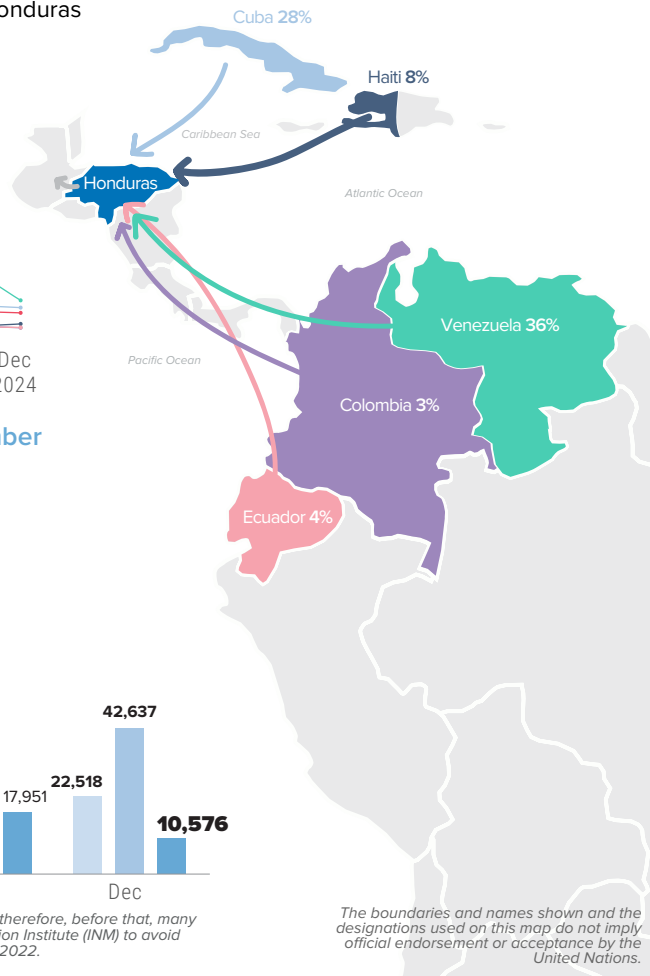 onduras
Cuba 28%
Haiti 8%
Caribbean Sea
Honduras
Atlantic Ocean
Venezuela 36%
Dec
2024
Pacific Ocean
Colombia 3%
ber
Ecuador 4%
42,637
22,518
17,951
10,576
Dec
therefore, before that, many
ion Institute (INM) to avoid
2022.
The boundaries and names shown and the
designations used on this map do not imply
official endorsement or acceptance by the
United Nations.